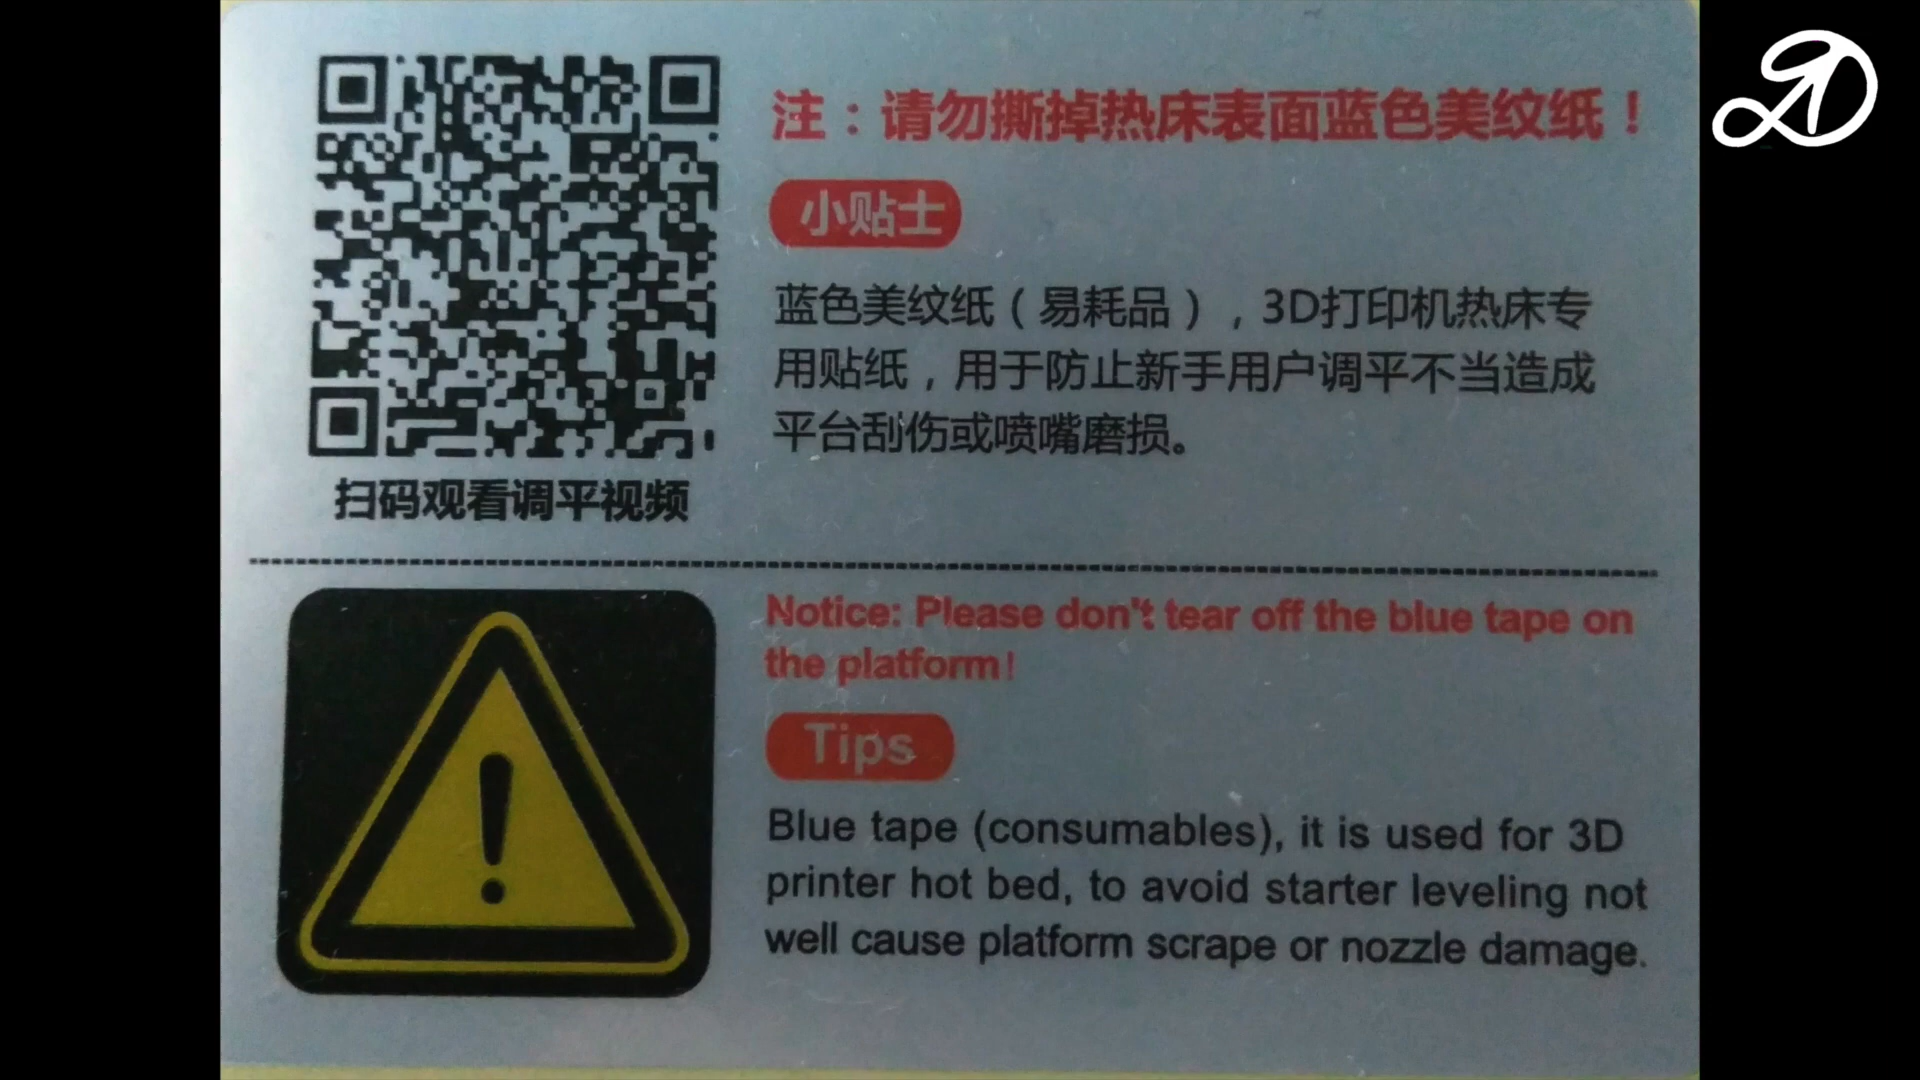 注：请勿撕掉热床表面蓝色美纹纸！
小贴士
蓝色美纹纸（易耗品），3D打印机热床专
用贴纸，用于防止新手用户调平不当造成
平台刮伤或喷嘴磨损。
扫码观看调平视频
Notice: Please don't tear off the blue tape on
the platform!
Tips
Blue tape (consumables), it is used for 3D
printer hot bed, to avoid starter leveling not
well cause platform scrape or nozzle damage.